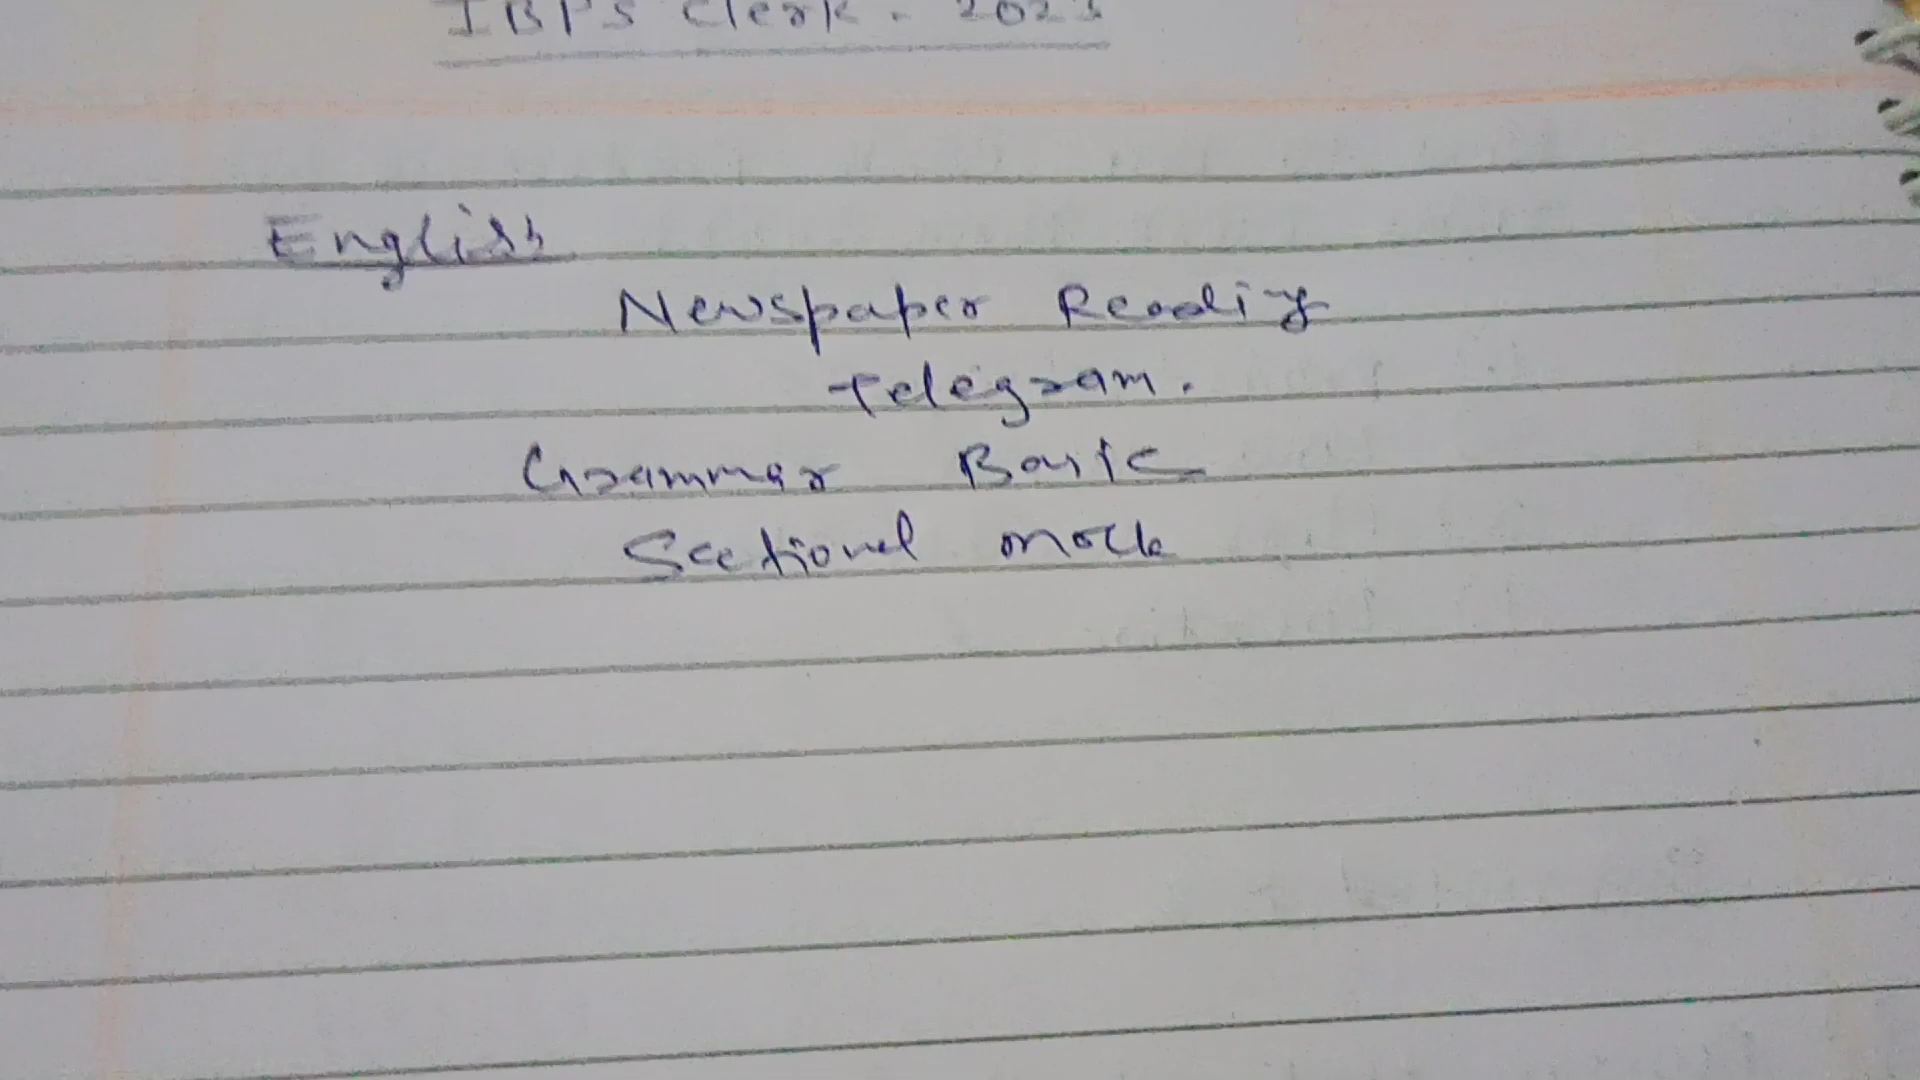 IBPS Clerk - 2023
English
Newspaper Reading
Telegram.
Grammar Basic
Sectional mock